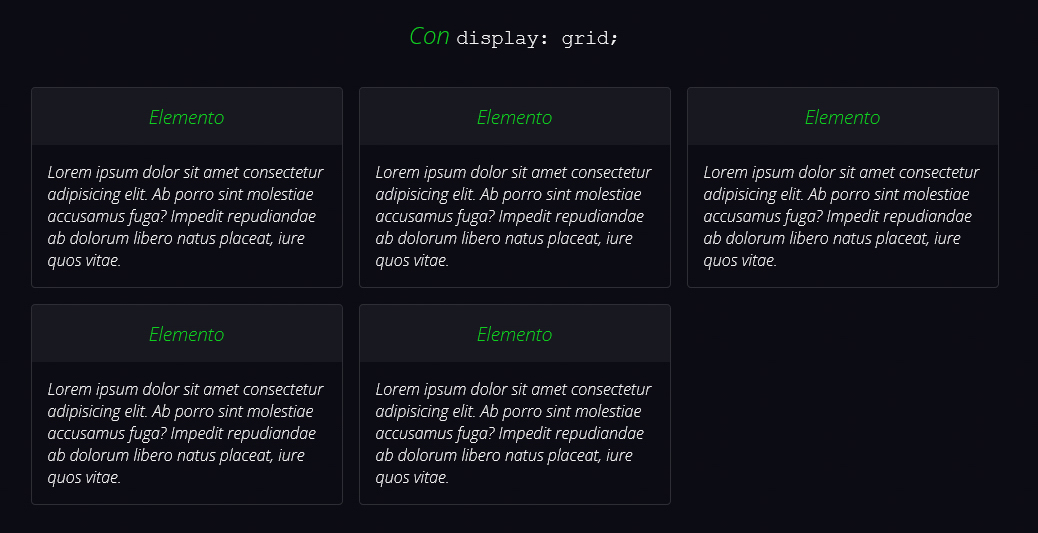 Con display: grid;
Elemento
Lorem ipsum dolor sit amet consectetur
adipisicing elit. Ab porro sint molestiae
accusamus fuga? Impedit repudiandae
ab dolorum libero natus placeat, iure
quos vitae.
Elemento
Lorem ipsum dolor sit amet consectetur
adipisicing elit. Ab porro sint molestiae
accusamus fuga? Impedit repudiandae
ab dolorum libero natus placeat, iure
quos vitae.
Elemento
Lorem ipsum dolor sit amet consectetur
adipisicing elit. Ab porro sint molestiae
accusamus fuga? Impedit repudiandae
ab dolorum libero natus placeat, iure
quos vitae.
Elemento
Lorem ipsum dolor sit amet consectetur
adipisicing elit. Ab porro sint molestiae
accusamus fuga? Impedit repudiandae
ab dolorum libero natus placeat, iure
quos vitae.
Elemento
Lorem ipsum dolor sit amet consectetur
adipisicing elit. Ab porro sint molestiae
accusamus fuga? Impedit repudiandae
ab dolorum libero natus placeat, iure
quos vitae.